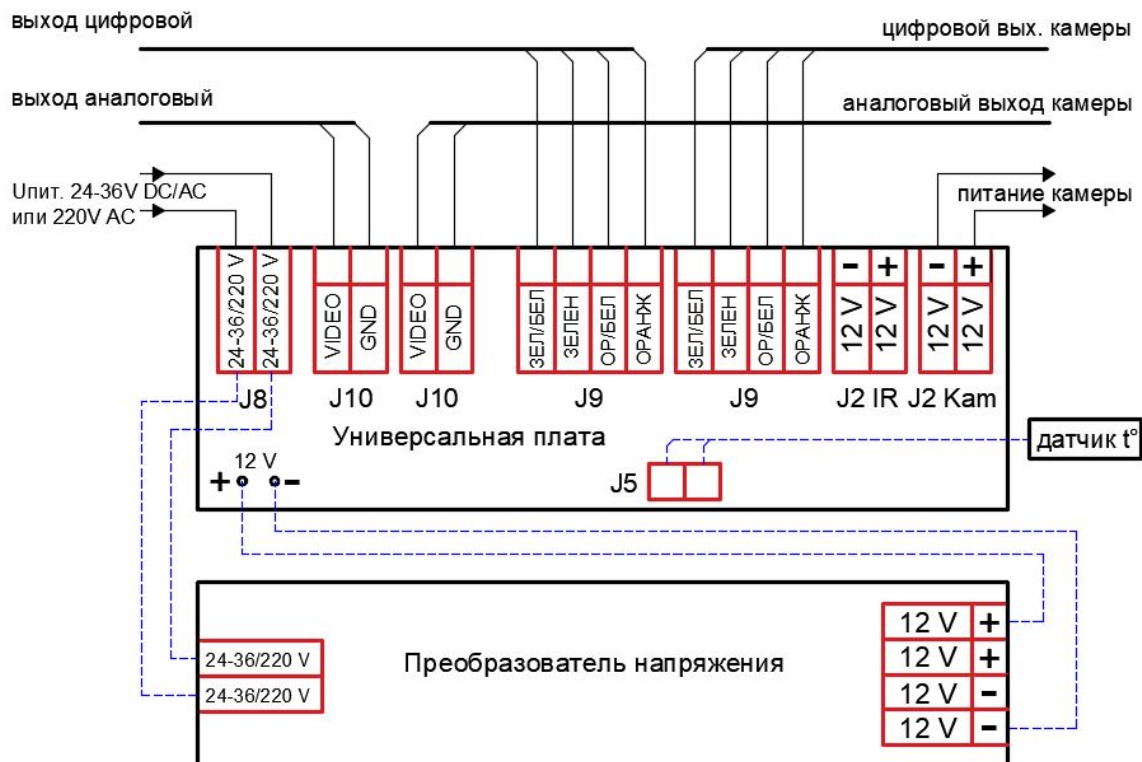 выход цифровой
цифровой вых. камеры
выход аналоговый
аналоговый выход камеры
Uпит. 24-36V DC/AC
или 220V AC
питание камеры
24-36/220 V
24-36/220 V
VIDEO
GND
VIDEO
GND
ЗЕЛ/БЕЛ
ЗЕЛЕН
ОР/БЕЛ
ОРАНЖ
ЗЕЛ/БЕЛ
ЗЕЛЕН
ОР/БЕЛ
ОРАНЖ
12 V -
12 V +
12 V -
12 V +
J8
J10
J10
J9
J9
J2 IR
J2 Kam
Универсальная плата
датчик t°
+ 12 V -
J5
12 V +
12 V +
12 V -
12 V -
24-36/220 V
24-36/220 V
Преобразователь напряжения